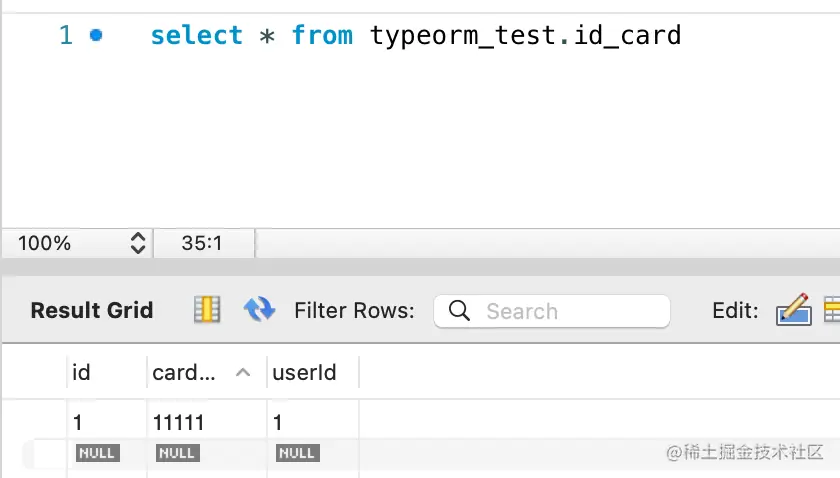 1 select * from typeorm_test.id_card
100% 35:1
Result Grid Filter Rows: Search Edit:
id card... userId
1 11111 1
NULL NULL NULL
@稀土掘金技术社区